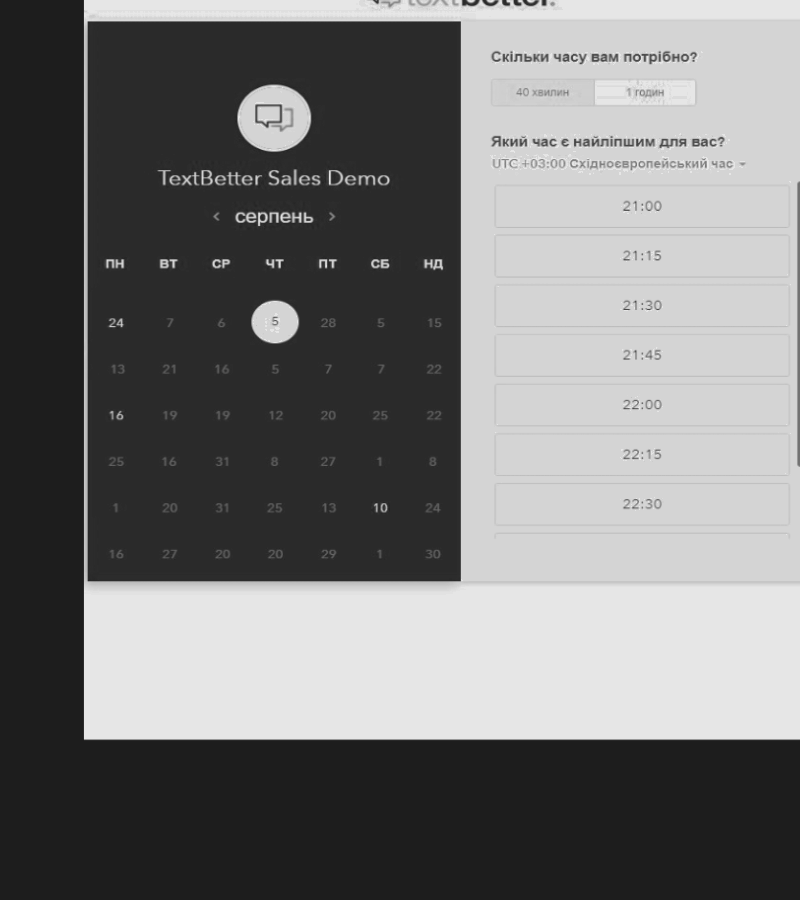 textbetter.
TextBetter Sales Demo
< серпень >
ПН ВТ СР ЧТ ПТ СБ НД
24 7 6 5 28 5 15
13 21 16 5 7 7 22
16 19 19 12 20 25 22
25 16 31 8 27 1 8
1 20 31 25 13 10 24
16 27 20 20 29 1 30
Скільки часу вам потрібно?
40 хвилин 1 годин
Який час є найліпшим для вас?
UTC +03:00 Східноєвропейський час
21:00
21:15
21:30
21:45
22:00
22:15
22:30